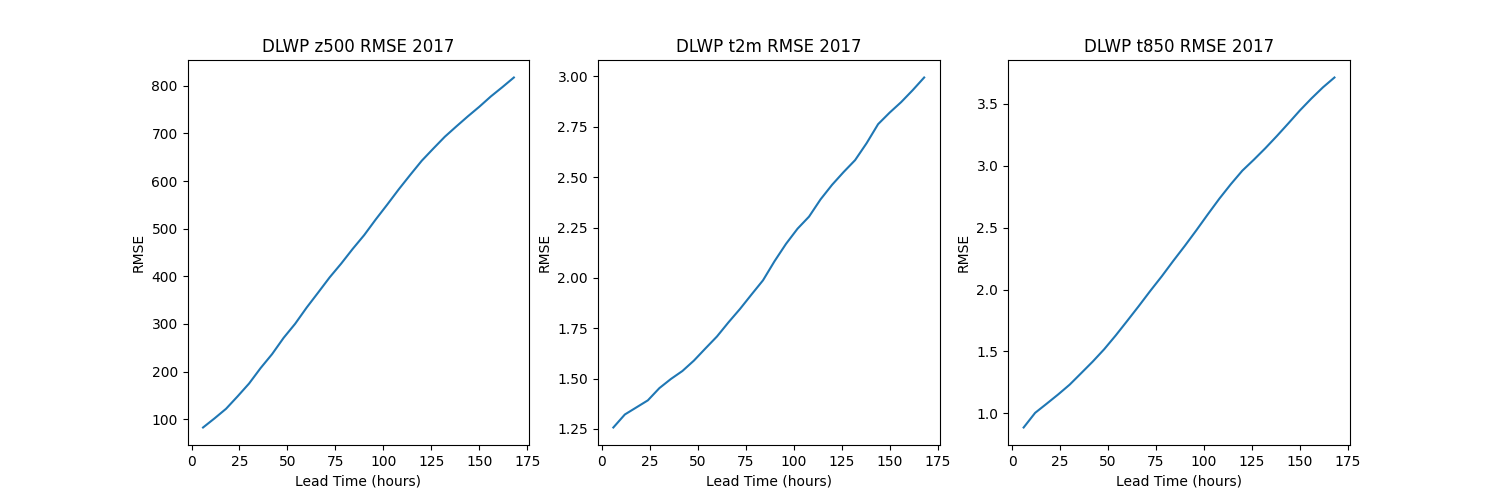 DLWP z500 RMSE 2017
800
700
600
500
400
300
200
100
RMSE
0 25 50 75 100 125 150 175
Lead Time (hours)
DLWP t2m RMSE 2017
3.00
2.75
2.50
2.25
2.00
1.75
1.50
1.25
RMSE
0 25 50 75 100 125 150 175
Lead Time (hours)
DLWP t850 RMSE 2017
3.5
3.0
2.5
2.0
1.5
1.0
RMSE
0 25 50 75 100 125 150 175
Lead Time (hours)